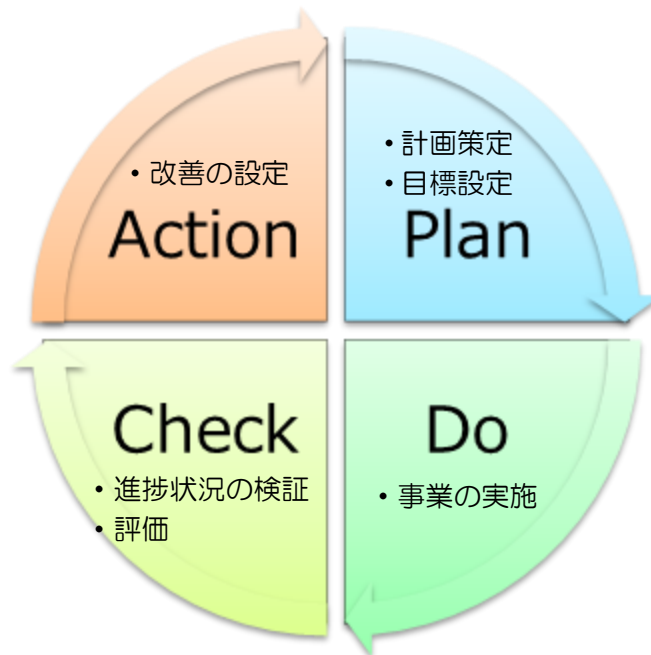 ・改善の設定
Action
・計画策定
・目標設定
Plan
Check
・進捗状況の検証
・評価
Do
・事業の実施